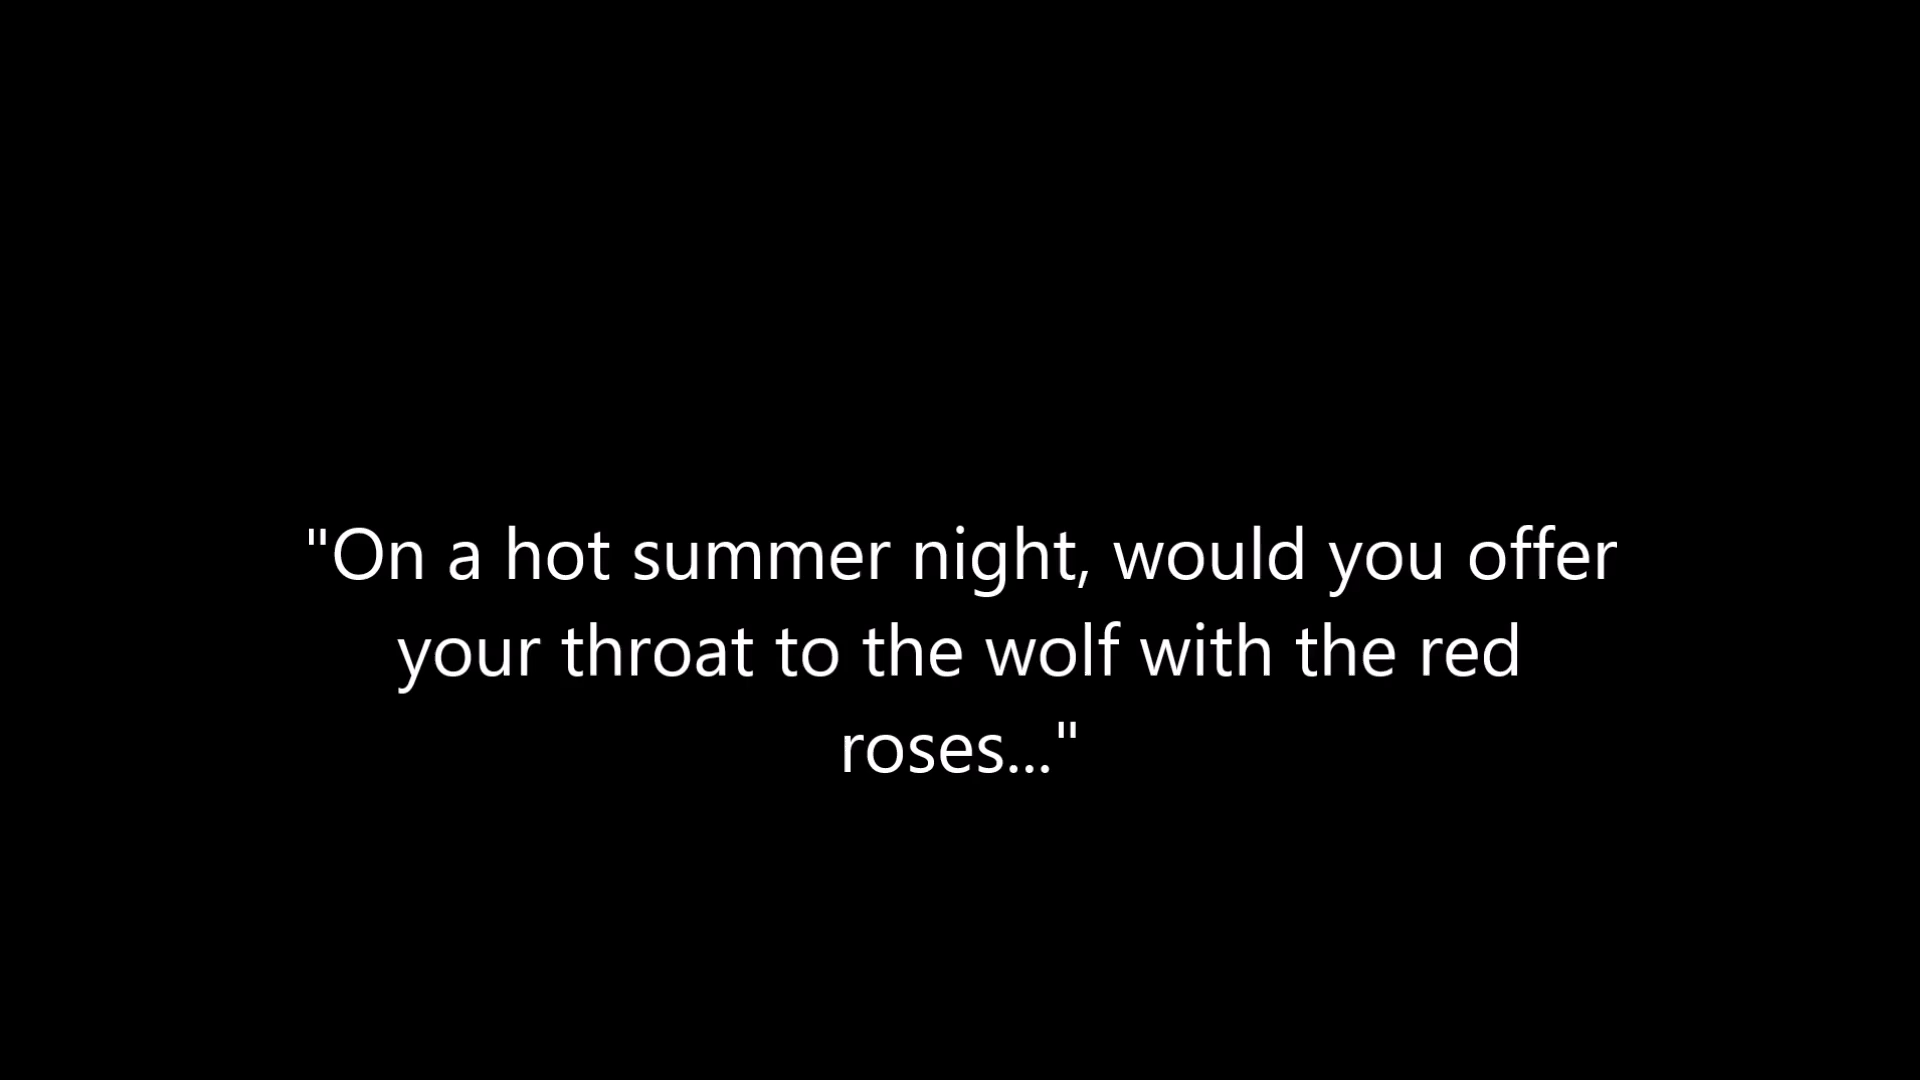 "On a hot summer night, would you offer
your throat to the wolf with the red
roses..."